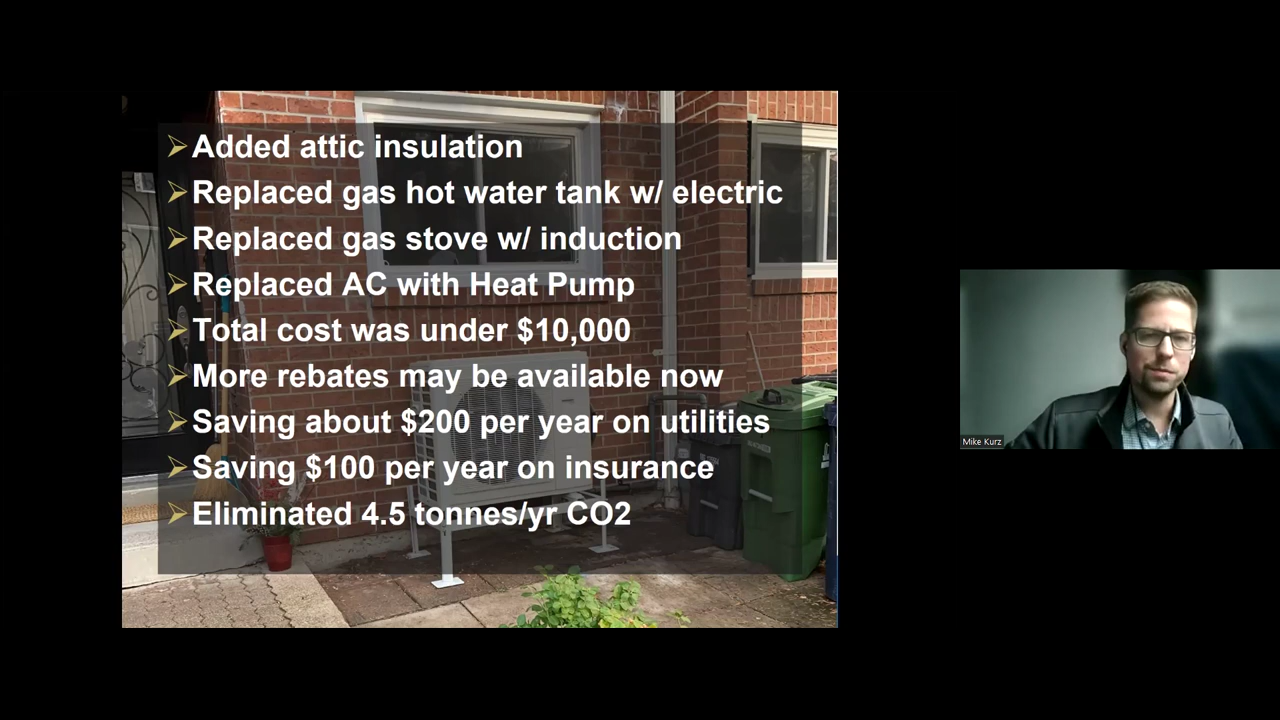 Added attic insulation
Replaced gas hot water tank w/ electric
Replaced gas stove w/ induction
Replaced AC with Heat Pump
Total cost was under $10,000
More rebates may be available now
Saving about $200 per year on utilities
Saving $100 per year on insurance
Eliminated 4.5 tonnes/yr CO2
Mike Kurz